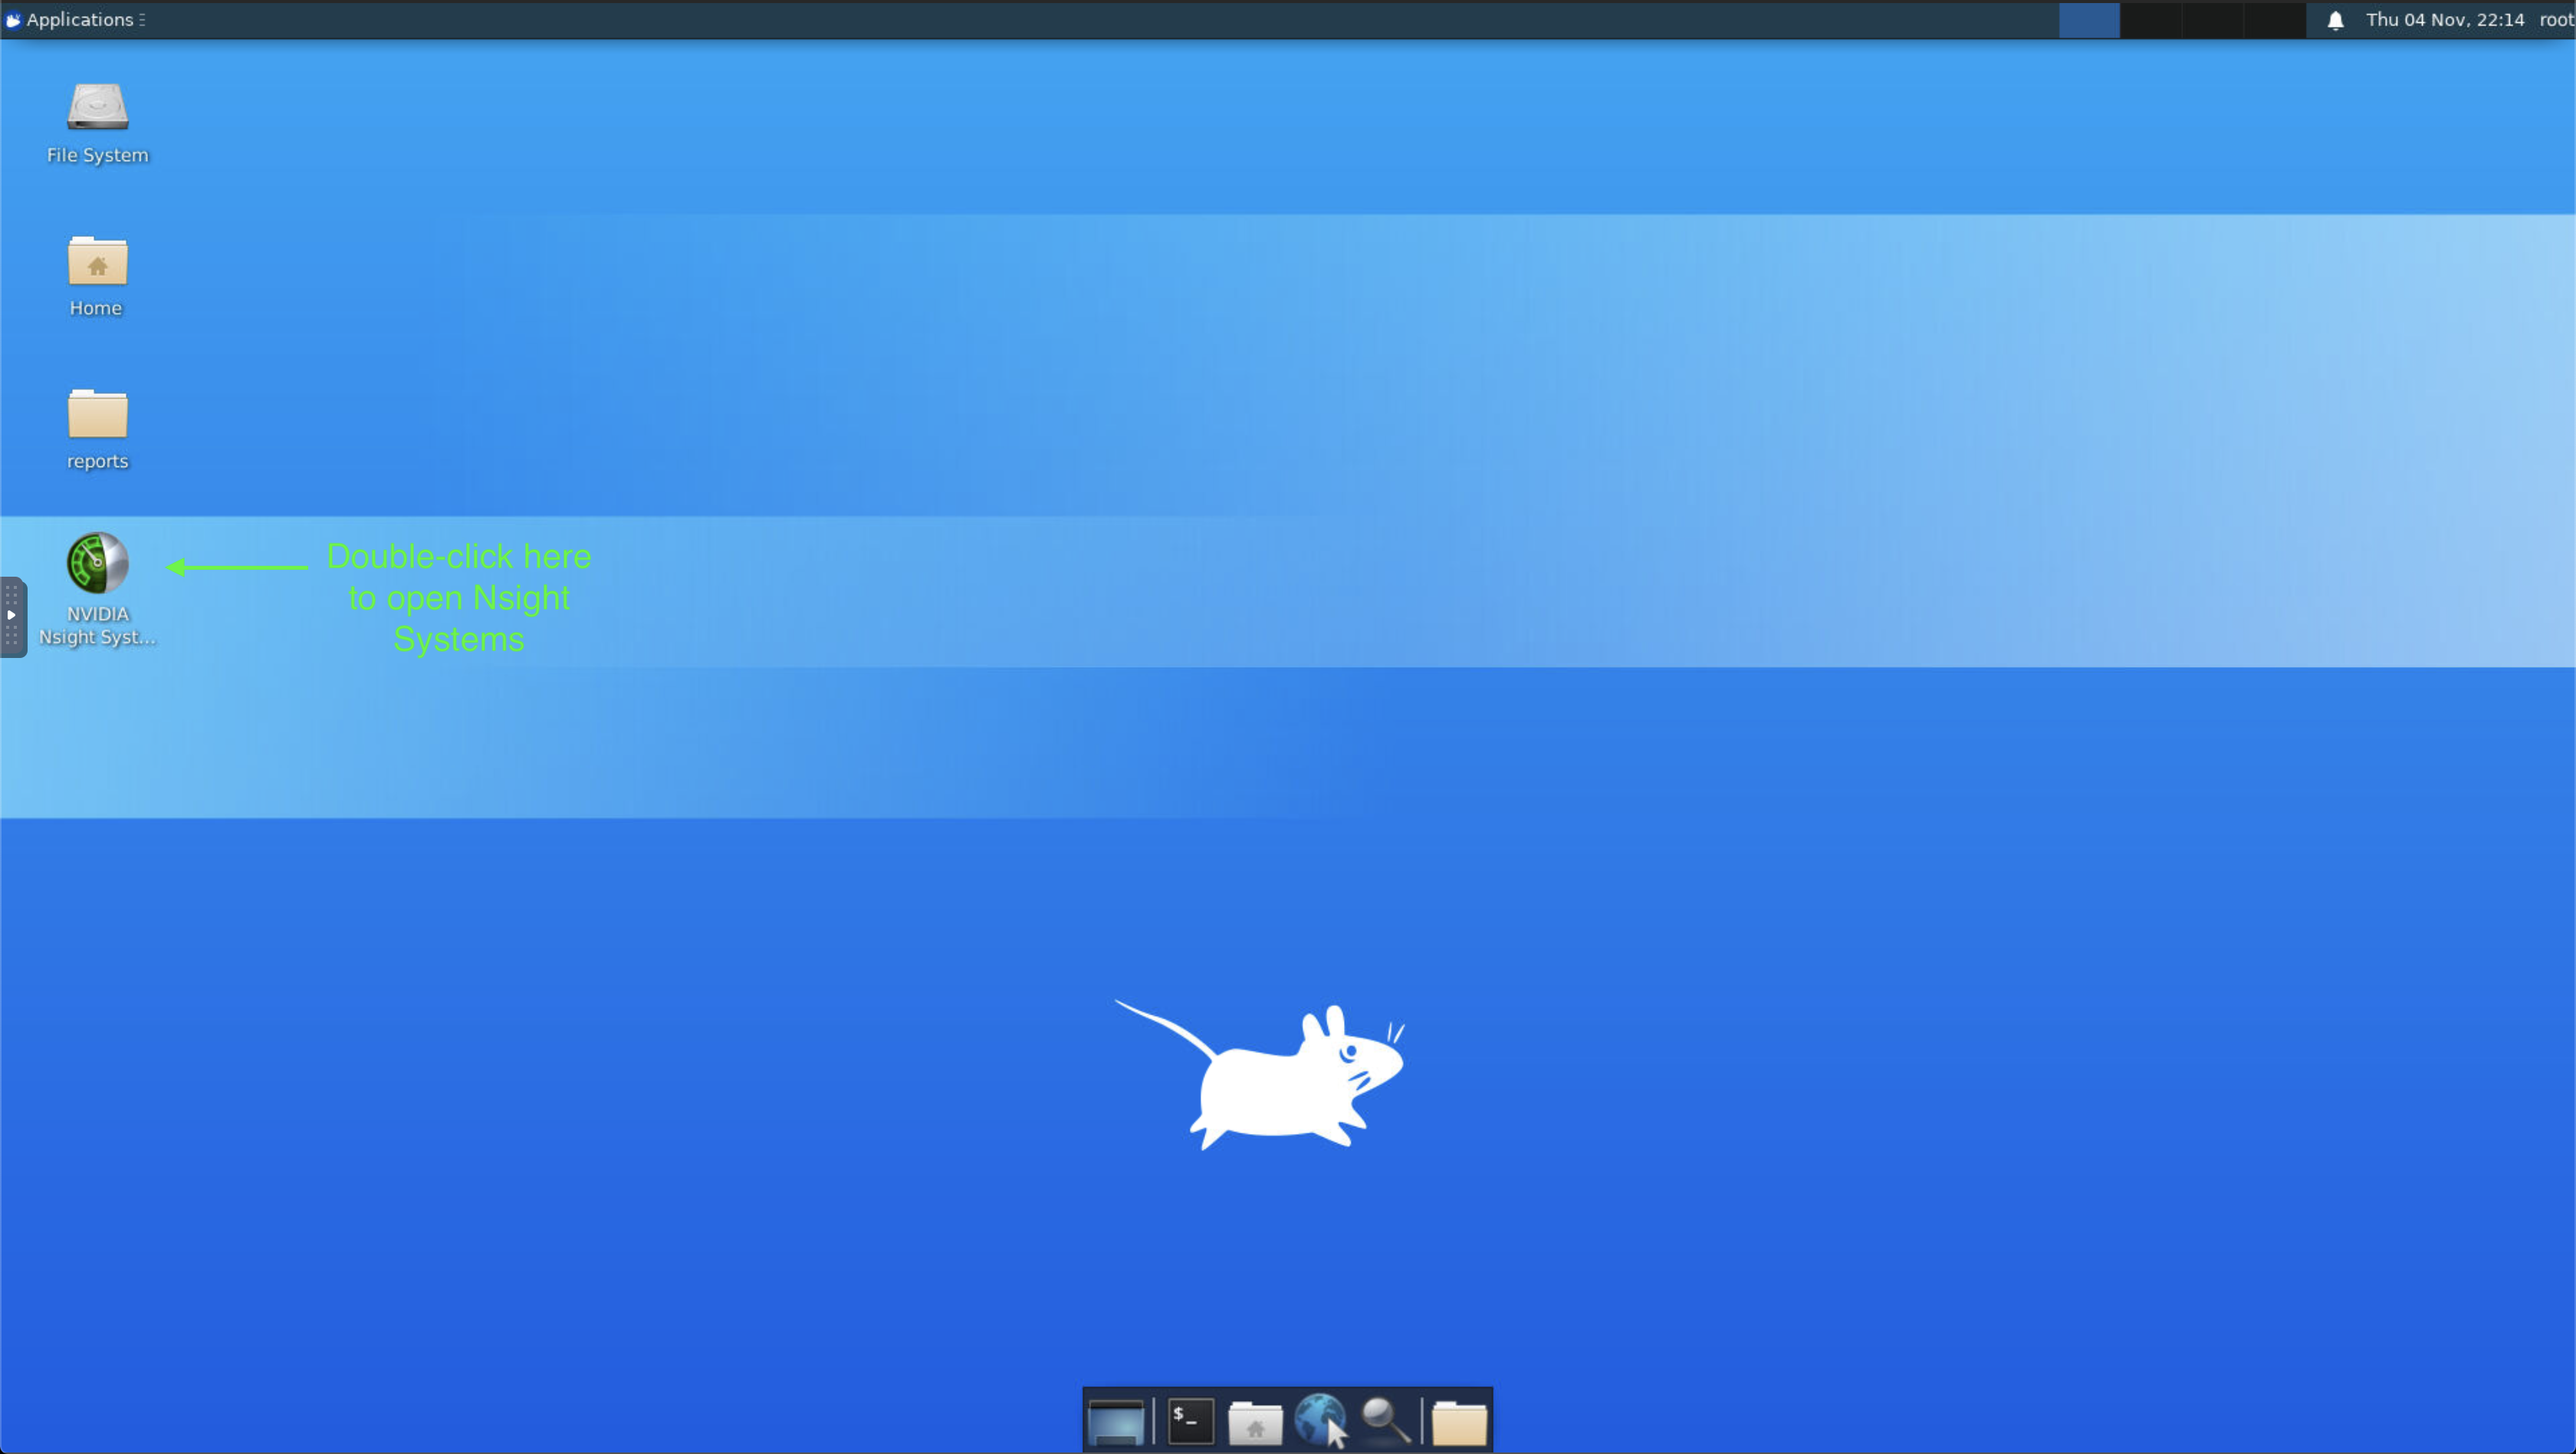 Applications
Thu 04 Nov, 22:14 root
File System
Home
reports
NVIDIA
Nsight Syst...
Double-click here
to open Nsight
Systems
$_